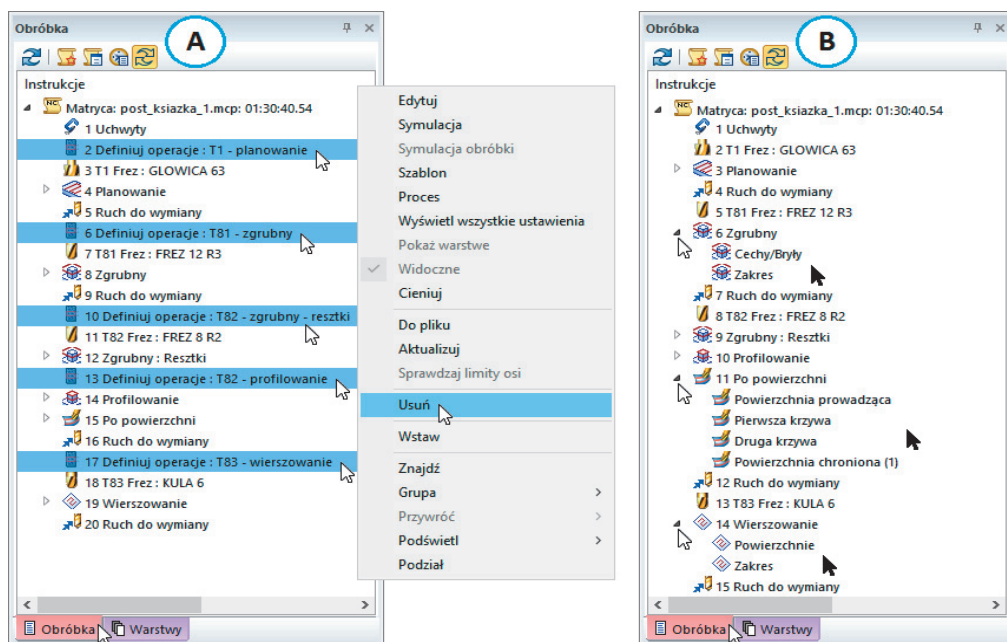 Obróbka
A
Instrukcje
Matryca: post_ksiazka_1.mcp: 01:30:40.54
1 Uchwyty
2 Definiuj operacje : T1 - planowanie
3 T1 Frez : GLOWICA 63
4 Planowanie
5 Ruch do wymiany
6 Definiuj operacje : T81 - zgrubny
7 T81 Frez : FREZ 12 R3
8 Zgrubny
9 Ruch do wymiany
10 Definiuj operacje : T82 - zgrubny - resztki
11 T82 Frez : FREZ 8 R2
12 Zgrubny : Resztki
13 Definiuj operacje : T82 - profilowanie
14 Profilowanie
15 Po powierzchni
16 Ruch do wymiany
17 Definiuj operacje : T83 - wierszowanie
18 T83 Frez : KULA 6
19 Wierszowanie
20 Ruch do wymiany
Obróbka
Warstwy
Edytuj
Symulacja
Symulacja obróbki
Szablon
Proces
Wyświetl wszystkie ustawienia
Pokaż warstwe
Widoczne
Cieniuj
Do pliku
Aktualizuj
Sprawdzaj limity osi
Usuń
Wstaw
Znajdź
Grupa
Przywróć
Podświetl
Podział
Obróbka
B
Instrukcje
Matryca: post_ksiazka_1.mcp: 01:30:40.54
1 Uchwyty
2 T1 Frez : GLOWICA 63
3 Planowanie
4 Ruch do wymiany
5 T81 Frez : FREZ 12 R3
6 Zgrubny
Cechy/Bryły
Zakres
7 Ruch do wymiany
8 T82 Frez : FREZ 8 R2
9 Zgrubny : Resztki
10 Profilowanie
11 Po powierzchni
Powierzchnia prowadząca
Pierwsza krzywa
Druga krzywa
Powierzchnia chroniona (1)
12 Ruch do wymiany
13 T83 Frez : KULA 6
14 Wierszowanie
Powierzchnie
Zakres
15 Ruch do wymiany
Obróbka
Warstwy